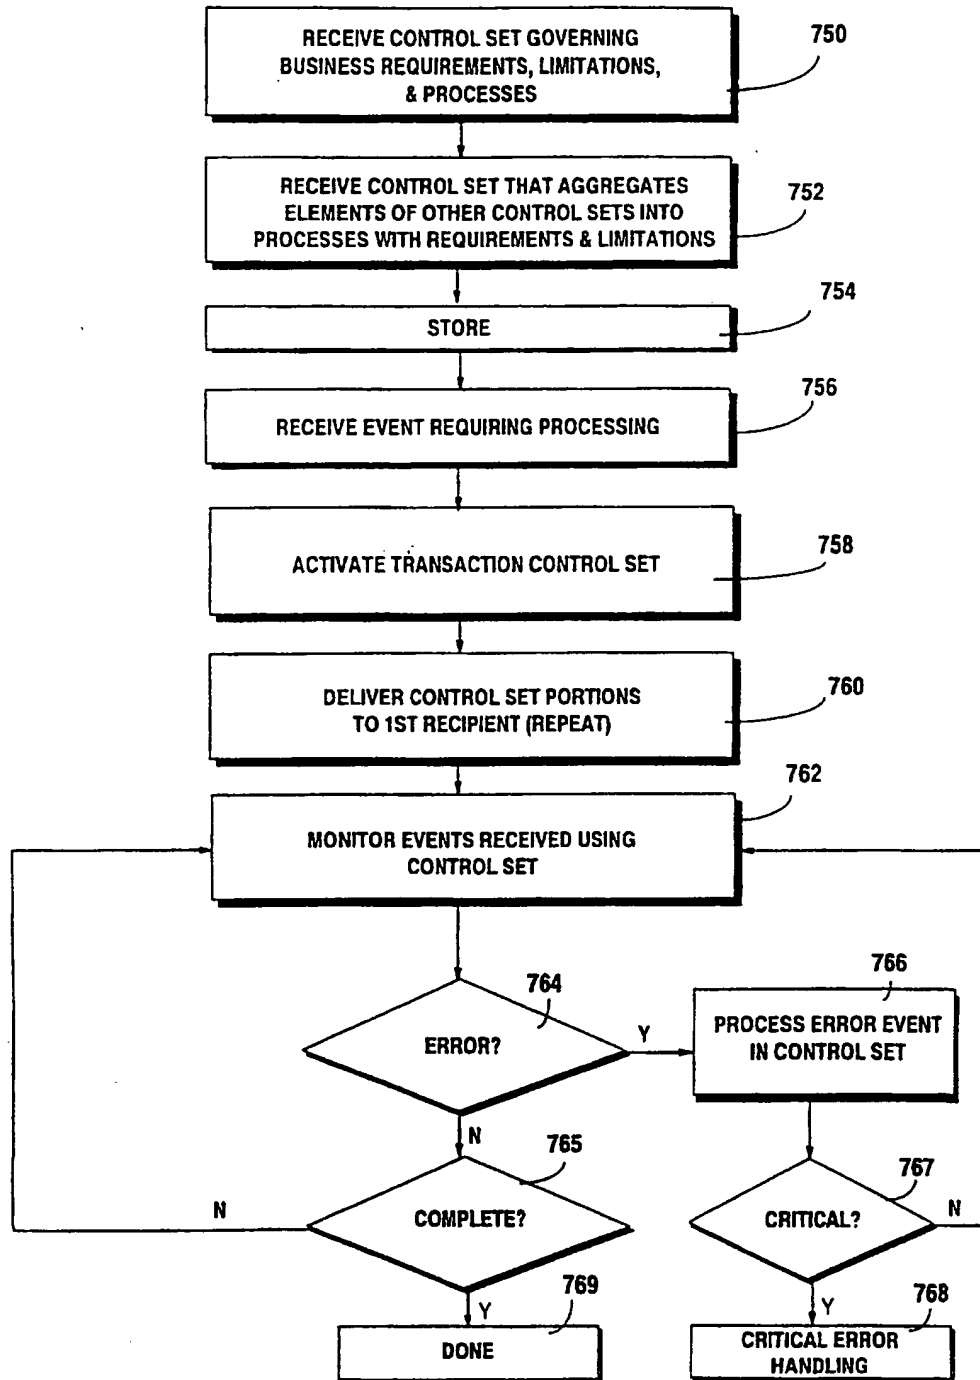 750
RECEIVE CONTROL SET GOVERNING
BUSINESS REQUIREMENTS, LIMITATIONS,
& PROCESSES
752
RECEIVE CONTROL SET THAT AGGREGATES
ELEMENTS OF OTHER CONTROL SETS INTO
PROCESSES WITH REQUIREMENTS & LIMITATIONS
754
STORE
756
RECEIVE EVENT REQUIRING PROCESSING
758
ACTIVATE TRANSACTION CONTROL SET
760
DELIVER CONTROL SET PORTIONS
TO 1ST RECIPIENT (REPEAT)
762
MONITOR EVENTS RECEIVED USING
CONTROL SET
764
ERROR?
Y
766
PROCESS ERROR EVENT
IN CONTROL SET
N
765
COMPLETE?
N
767
CRITICAL?
N
Y
769
DONE
Y
768
CRITICAL ERROR
HANDLING